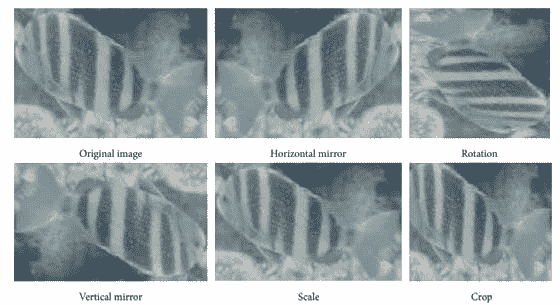 Original image
Horizontal mirror
Rotation
Vertical mirror
Scale
Crop